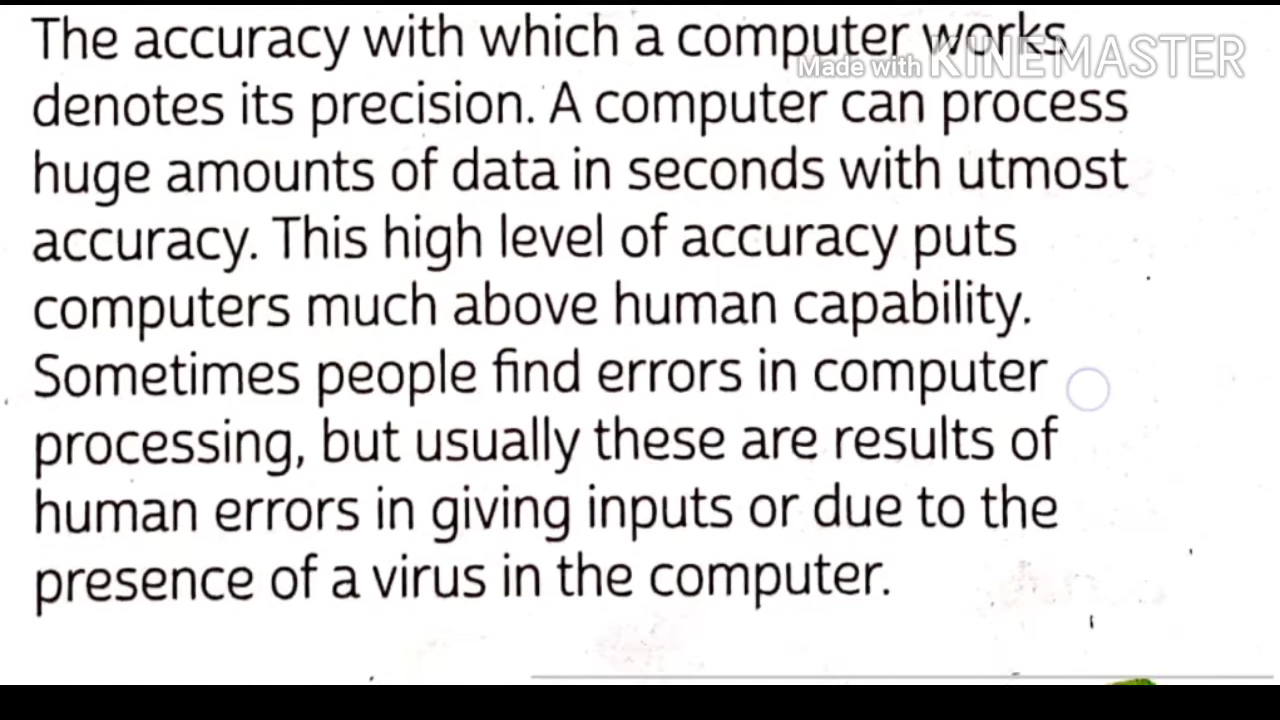 The accuracy with which a computer works
Made with KINEMASTER
denotes its precision. A computer can process
huge amounts of data in seconds with utmost
accuracy. This high level of accuracy puts
computers much above human capability.
Sometimes people find errors in computer
processing, but usually these are results of
human errors in giving inputs or due to the
presence of a virus in the computer.